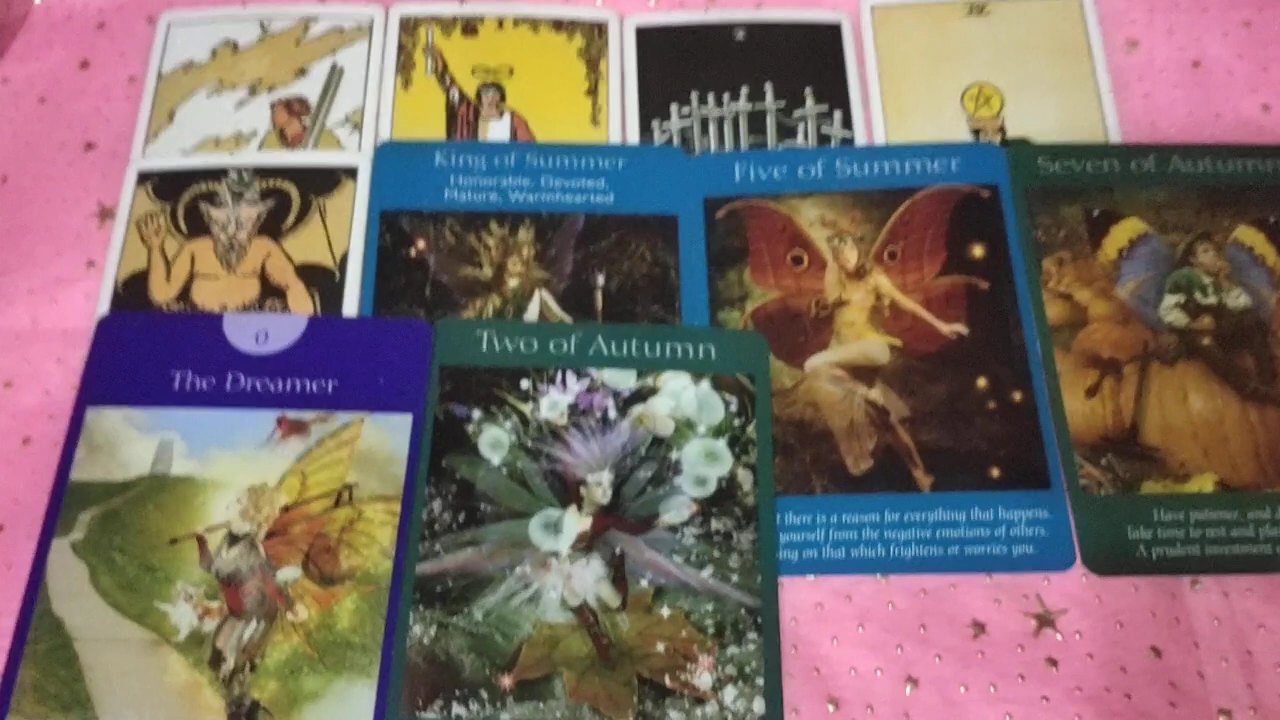 IV
King of Summer
Honorable, Devoted,
Mature, Warmhearted
Five of Summer
Seven of Autumn
0
The Dreamer
Two of Autumn
t there is a reason for everything that happens.
yourself from the negative emotions of others.
ing on that which frightens or worries you.
Have patience, and
Take time to rest and
A prudent investment